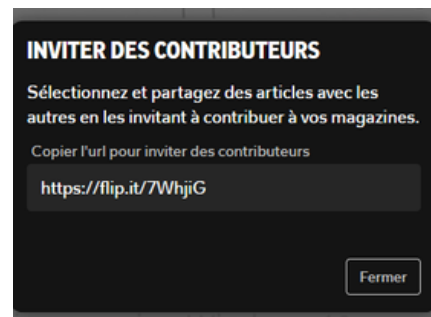 INVITER DES CONTRIBUTEURS
Sélectionnez et partagez des articles avec les
autres en les invitant à contribuer à vos magazines.
Copier l'url pour inviter des contributeurs
https://flip.it/7WhjiG
Fermer